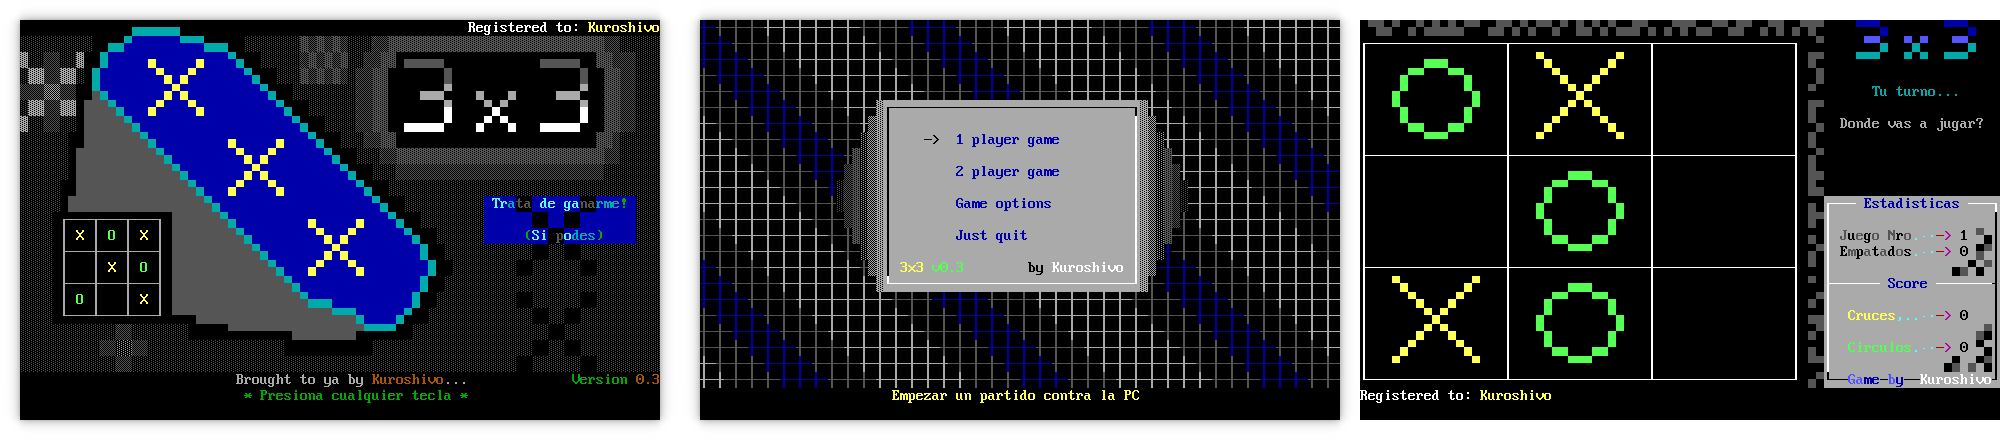 Registered to: Kuroshivo
3x3
Tratа de ganarme!
(Si podes)
X O X
X O
O X
Brought to ya by Kuroshivo...
Version 0.3
* Presiona cualquier tecla *
-> 1 player game
2 player game
Game options
Just quit
3x3 v0.3 by Kuroshivo
Empezar un partido contra la PC
3x3
Tu turno...
Donde vas a jugar?
Estadisticas
Juego Nro...--> 1
Empatados...--> 0
Score
Cruces,...--> 0
Circulos...--> 0
Game by Kuroshivo
Registered to: Kuroshivo